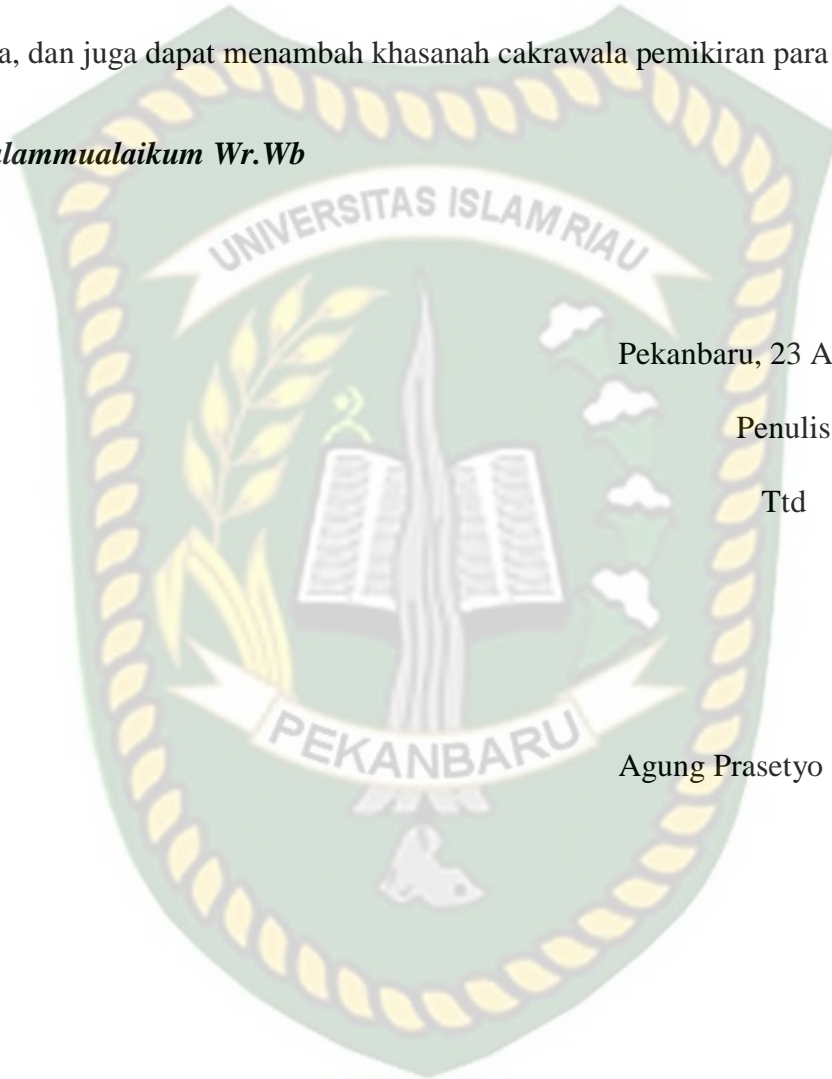 a, dan juga dapat menambah khasanah cakrawala pemikiran para
alammualaikum Wr.Wb
UNIVERSITAS ISLAM RIAU
Pekanbaru, 23 A
Penulis
Ttd
PEKANBARU
Agung Prasetyo